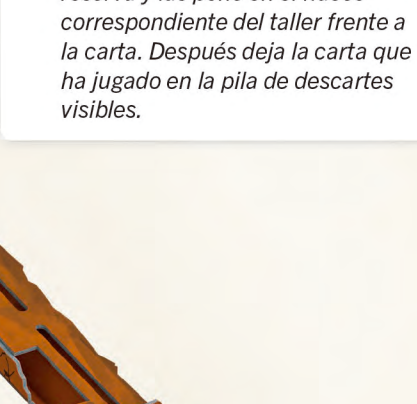 correspondiente del taller frente a
la carta. Después deja la carta que
ha jugado en la pila de descartes
visibles.